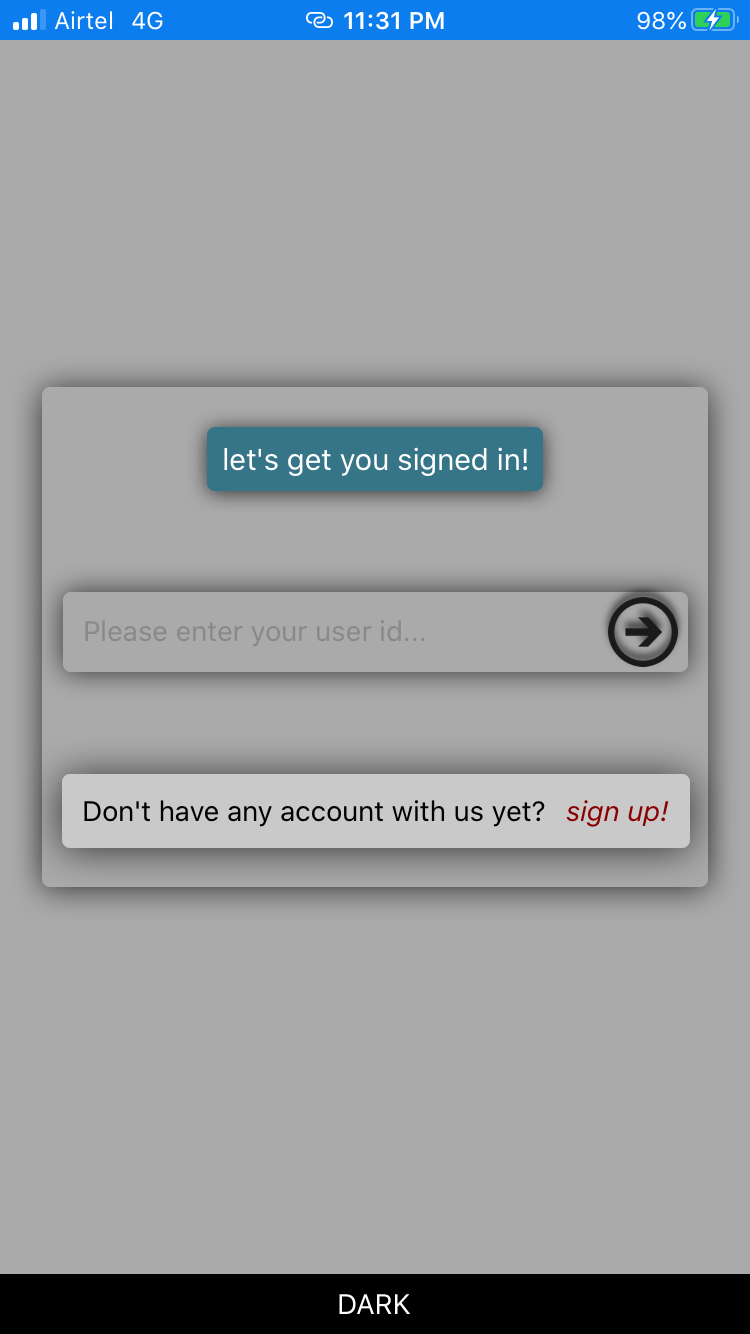 Airtel 4G 11:31 PM 98%
let's get you signed in!
Please enter your user id...
Don't have any account with us yet? sign up!
DARK